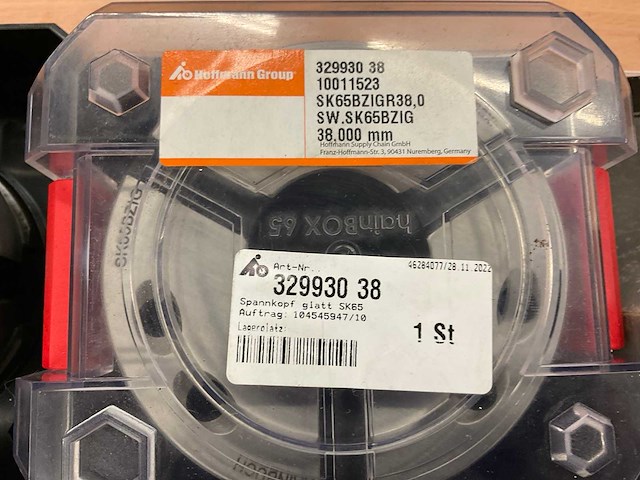 Hoffmann Group
329930 38
10011523
SK65BZIGR38,0
SW.SK65BZIG
38,000 mm
Hoffmann Supply Chain GmbH
Franz-Hoffmann-Str. 3, 90431 Nuremberg, Germany
SK65BZIG
hainBOX 65
Art-Nr.:
46284077/28.11.2022
329930 38
Spannkopf glatt SK65
Auftrag: 104545947/10
Lagerplatz:
1 St